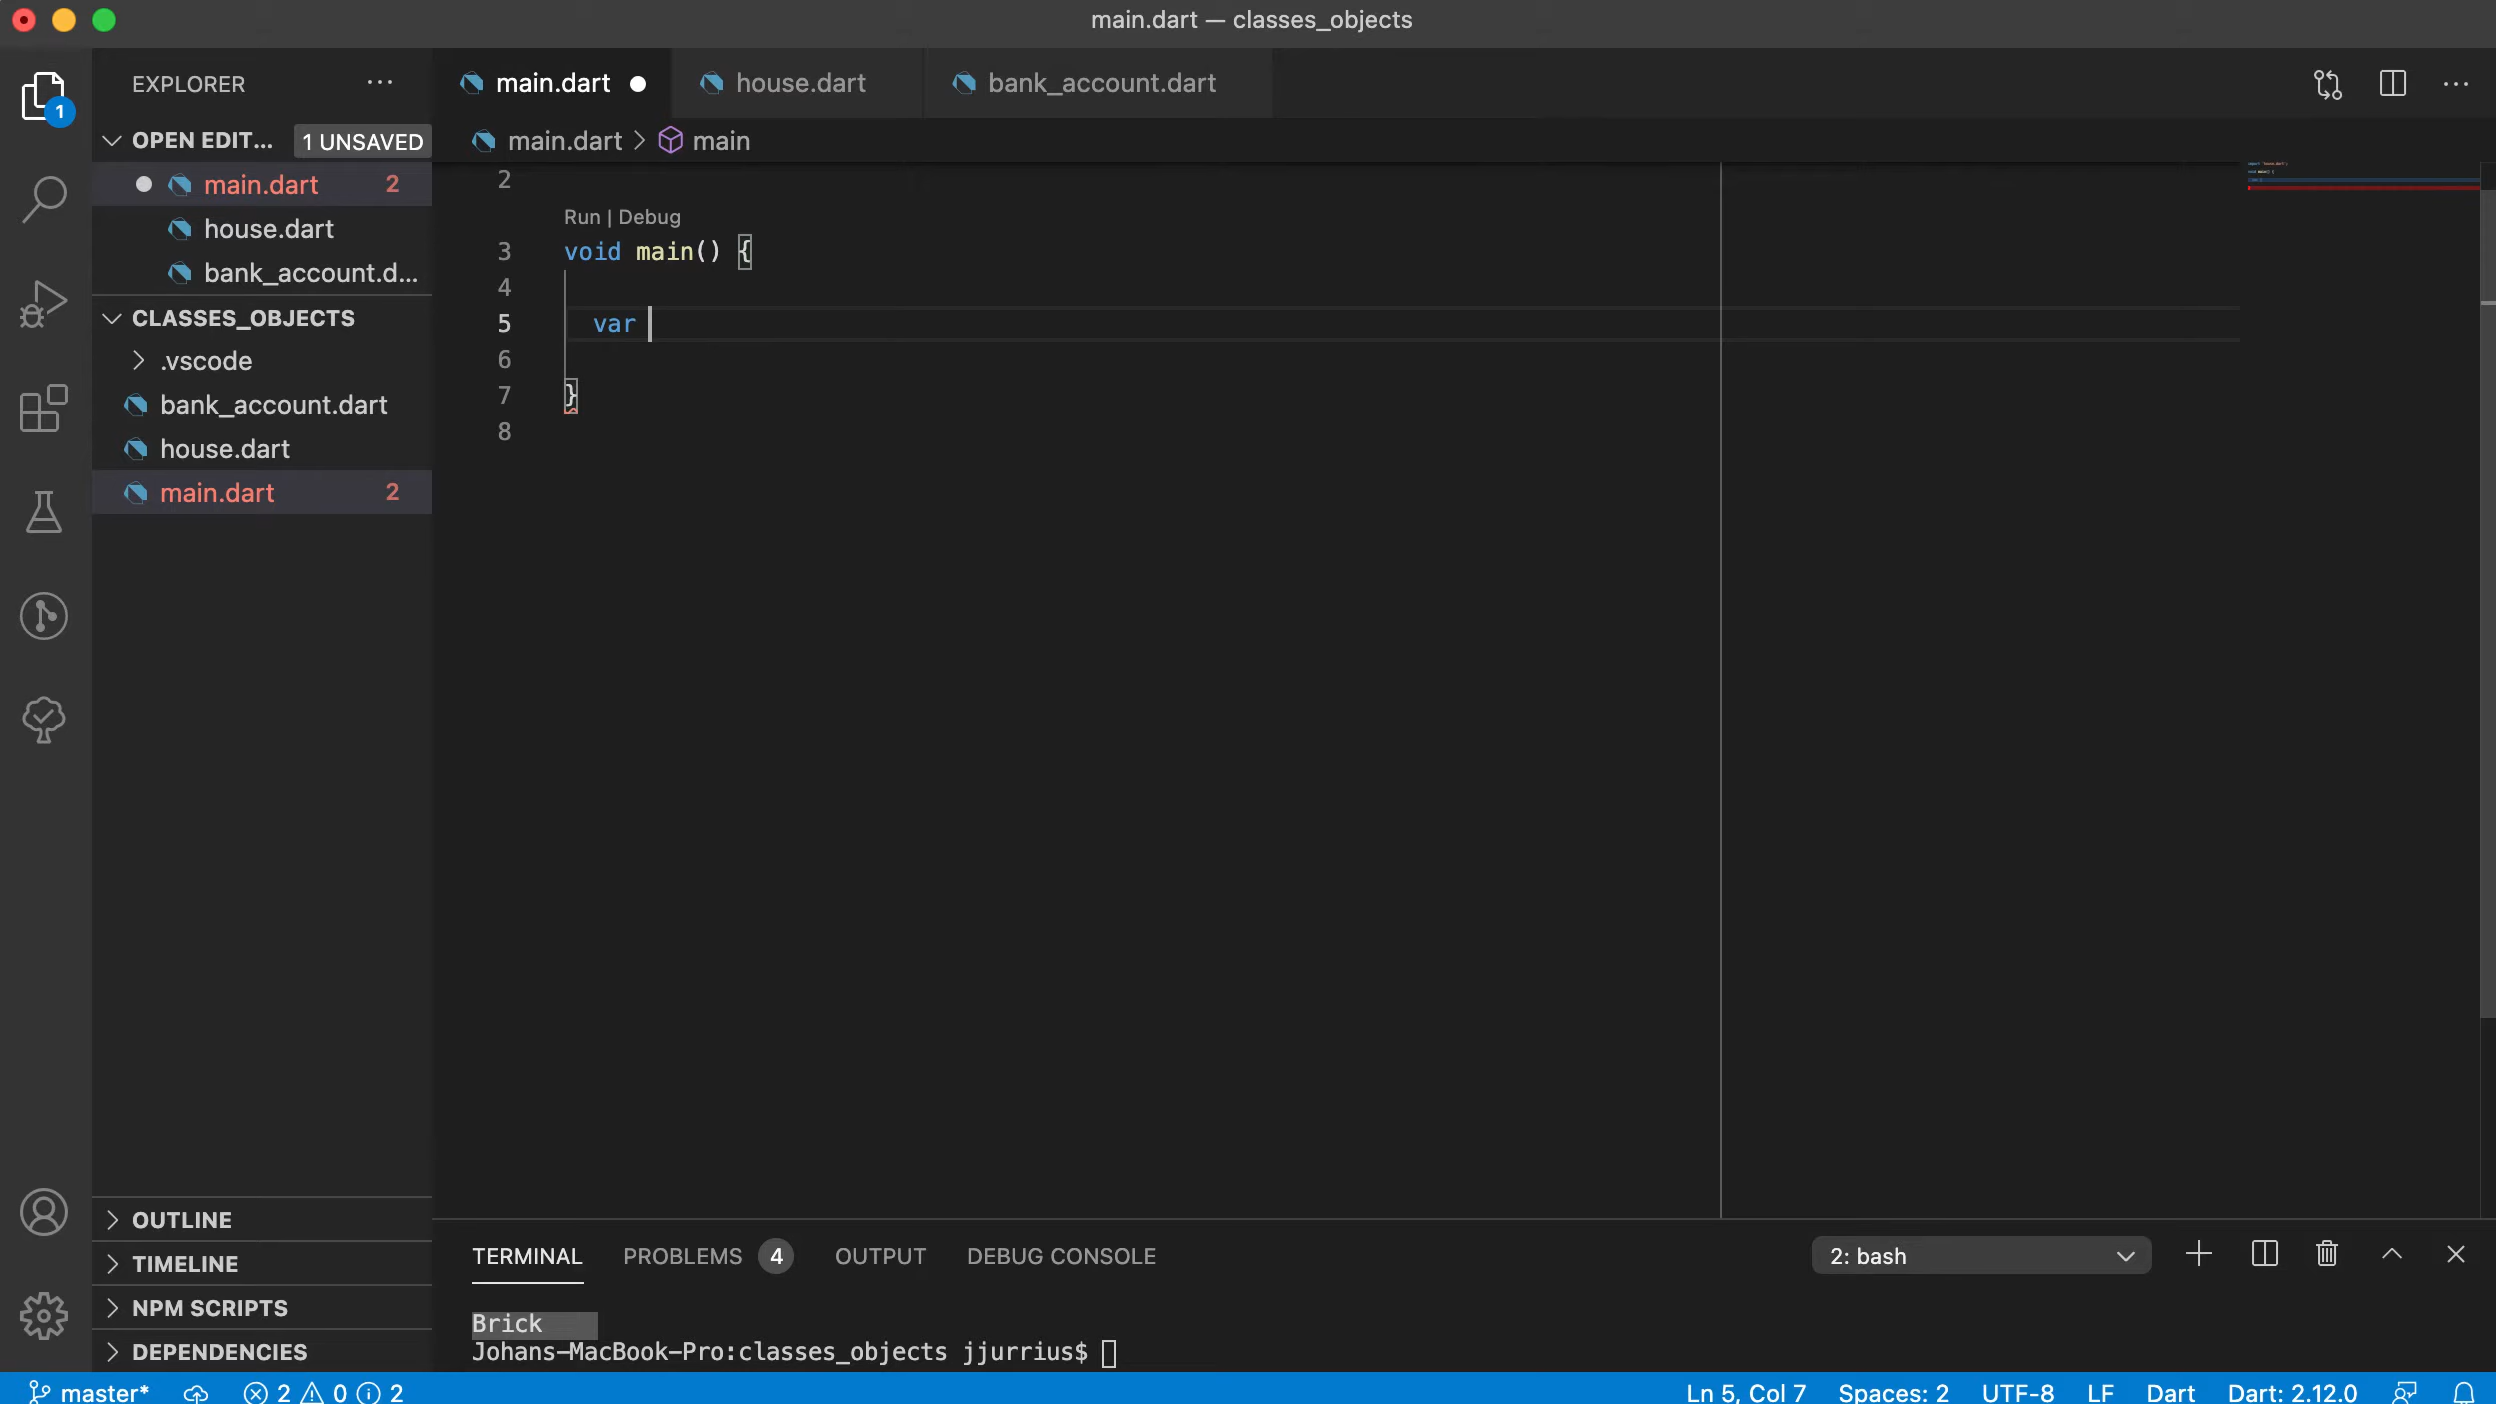 main.dart — classes_objects
EXPLORER
main.dart
house.dart
bank_account.dart
1
OPEN EDIT... 1 UNSAVED
main.dart > main
main.dart 2
house.dart
bank_account.d...
CLASSES_OBJECTS
.vscode
bank_account.dart
house.dart
main.dart 2
2
Run | Debug
3 void main() {
4
5 var
6
7 }
8
OUTLINE
TIMELINE
NPM SCRIPTS
DEPENDENCIES
TERMINAL PROBLEMS 4 OUTPUT DEBUG CONSOLE 2: bash
Brick
Johans-MacBook-Pro:classes_objects jjurrius$
master* 2 0 2 Ln 5, Col 7 Spaces: 2 UTF-8 LF Dart Dart: 2.12.0